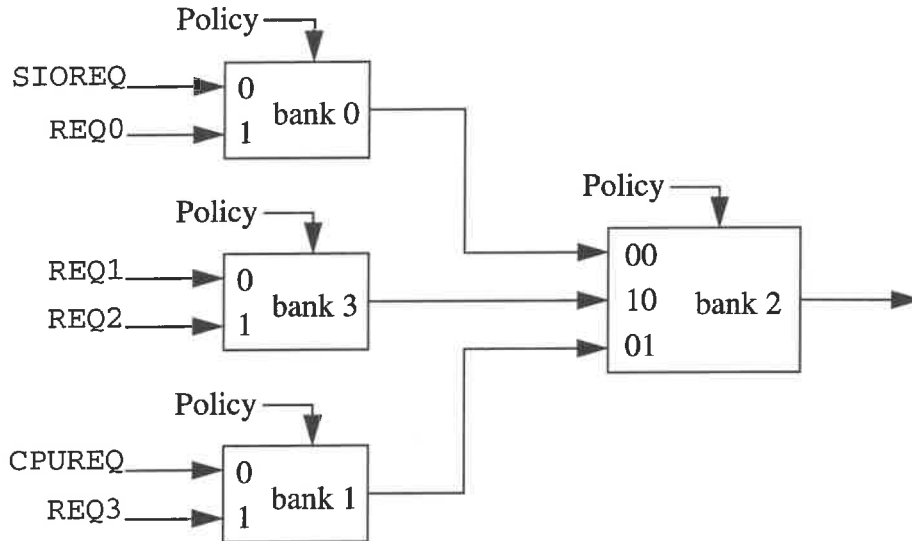 Policy
SIOREQ
0
bank 0
REQ0
1
Policy
REQ1
0
bank 3
REQ2
1
Policy
00
10
bank 2
01
Policy
CPUREQ
0
bank 1
REQ3
1